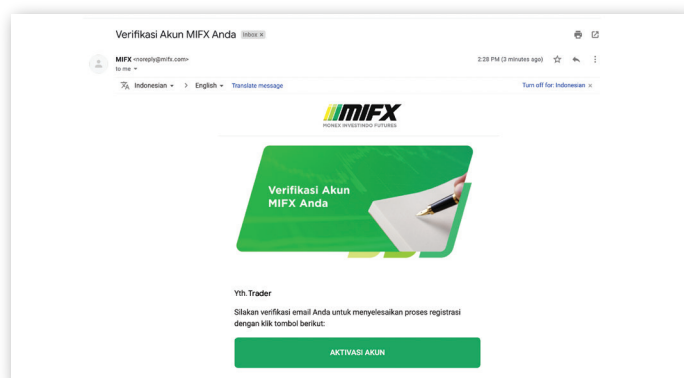 Verifikasi Akun MIFX Anda Inbox ×
MIFX <noreply@mifx.com> 2:28 PM (3 minutes ago)
to me
Indonesian > English Translate message Turn off for: Indonesian ×
MIFX
MONEX INVESTINDO FUTURES
Verifikasi Akun
MIFX Anda
Yth. Trader
Silakan verifikasi email Anda untuk menyelesaikan proses registrasi
dengan klik tombol berikut:
AKTIVASI AKUN